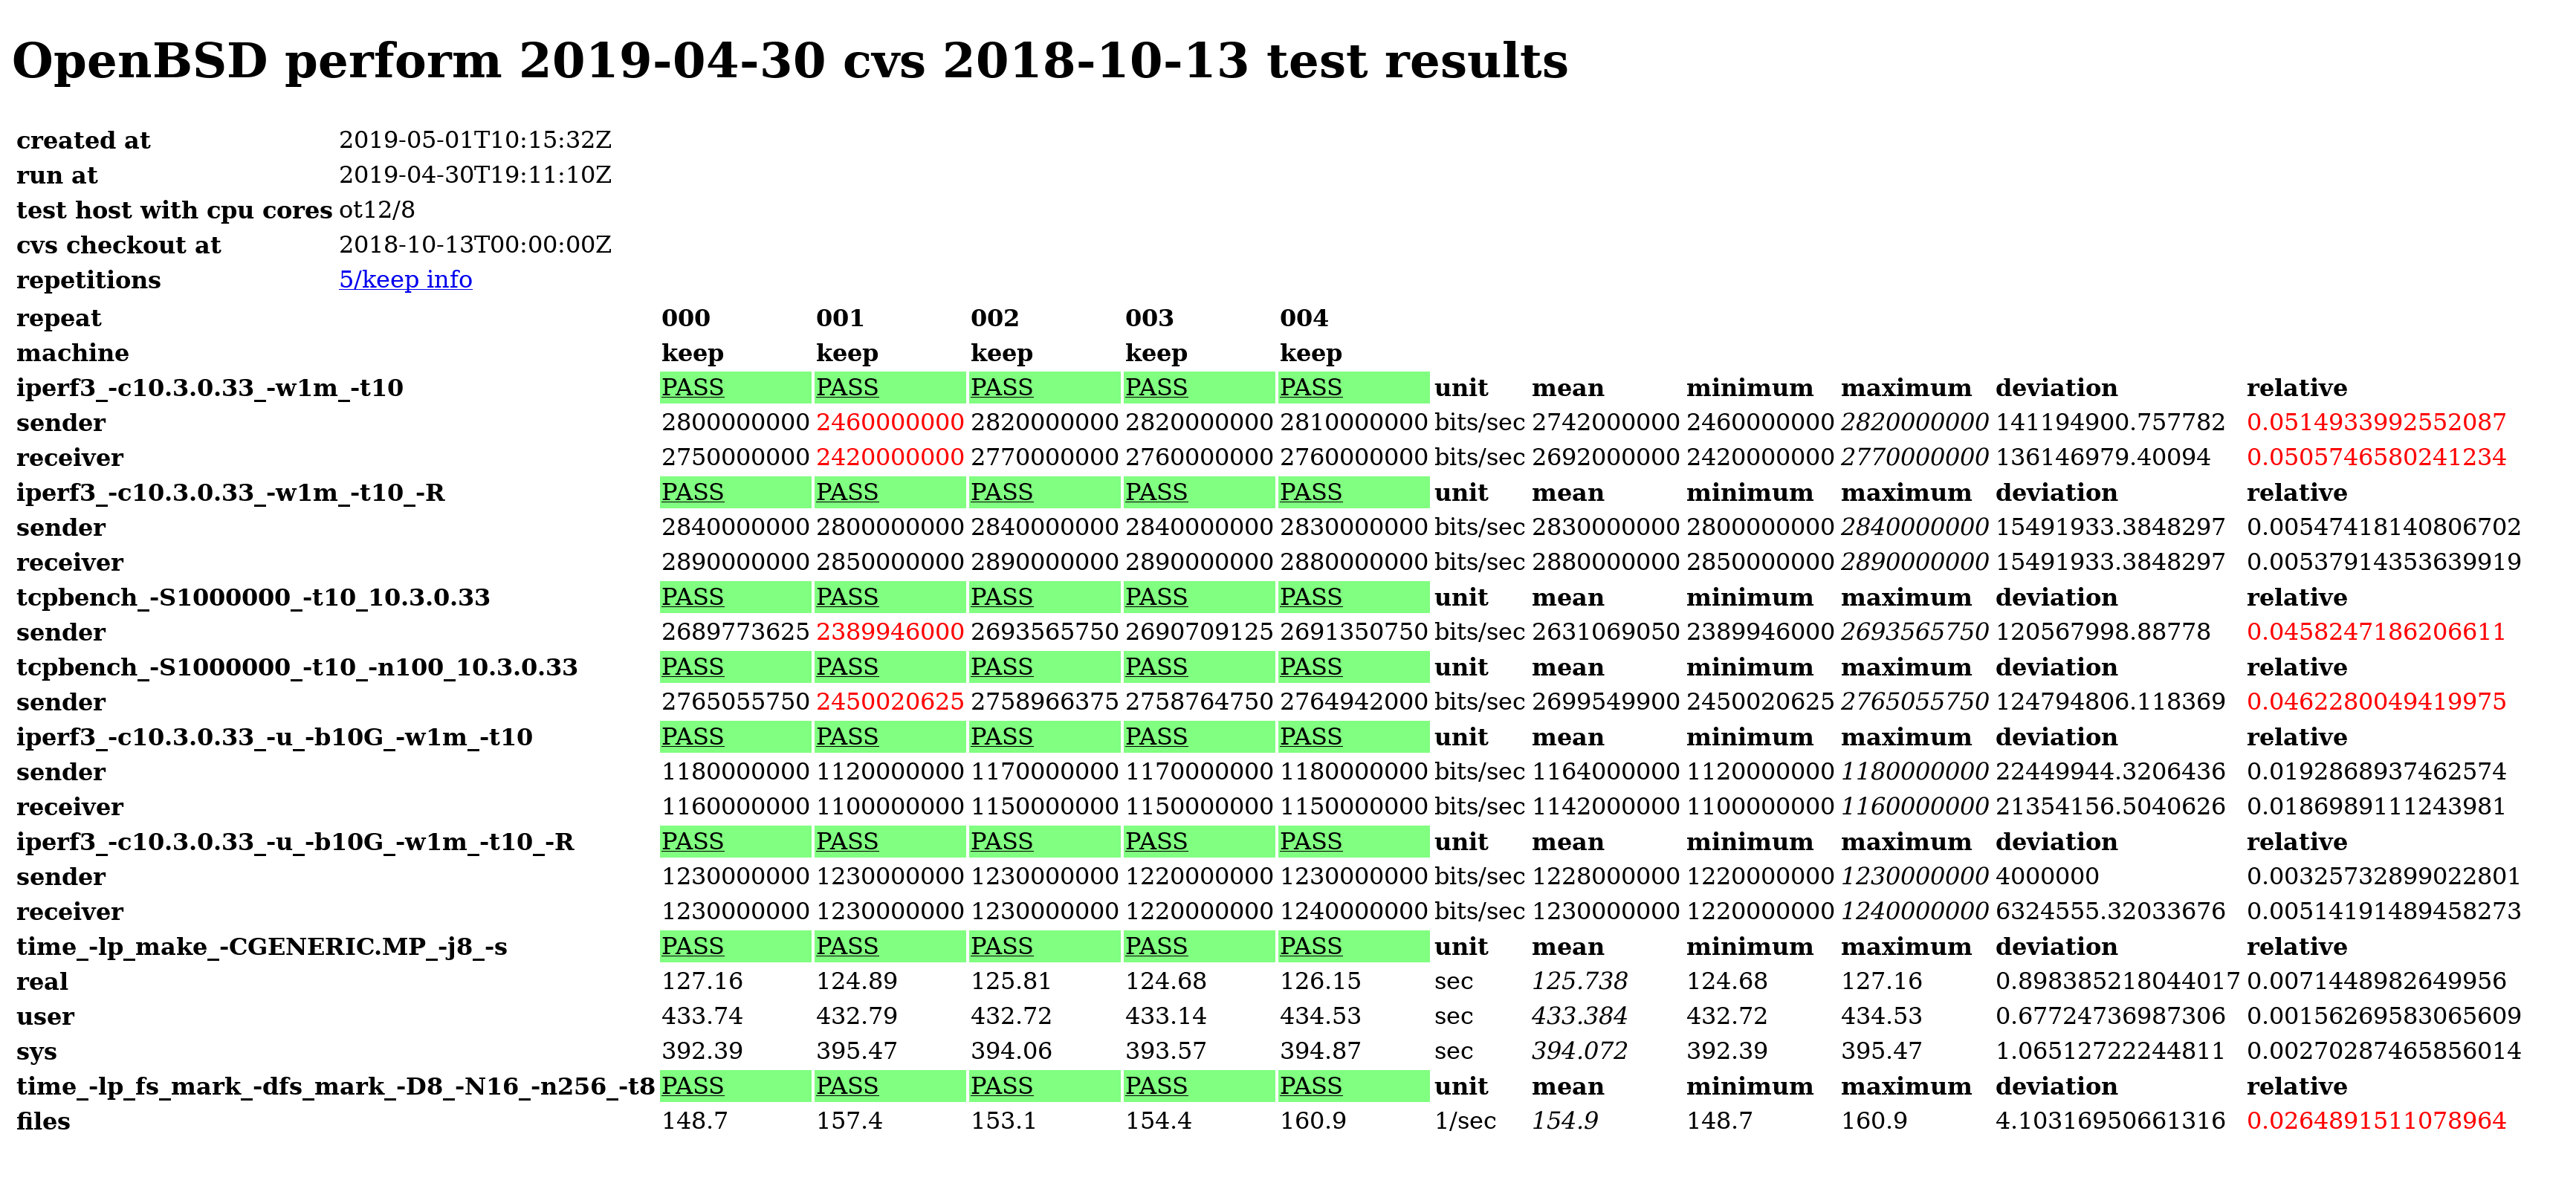 OpenBSD perform 2019-04-30 cvs 2018-10-13 test results
created at 2019-05-01T10:15:32Z
run at 2019-04-30T19:11:10Z
test host with cpu cores ot12/8
cvs checkout at 2018-10-13T00:00:00Z
repetitions 5/keep info
repeat 000 001 002 003 004
machine keep keep keep keep keep
iperf3_-c10.3.0.33_-w1m_-t10 PASS PASS PASS PASS PASS unit mean minimum maximum deviation relative
sender 2800000000 2460000000 2820000000 2820000000 2810000000 bits/sec 2742000000 2460000000 2820000000 141194900.757782 0.0514933992552087
receiver 2750000000 2420000000 2770000000 2760000000 2760000000 bits/sec 2692000000 2420000000 2770000000 136146979.40094 0.0505746580241234
iperf3_-c10.3.0.33_-w1m_-t10_-R PASS PASS PASS PASS PASS unit mean minimum maximum deviation relative
sender 2840000000 2800000000 2840000000 2840000000 2830000000 bits/sec 2830000000 2800000000 2840000000 15491933.3848297 0.00547418140806702
receiver 2890000000 2850000000 2890000000 2890000000 2880000000 bits/sec 2880000000 2850000000 2890000000 15491933.3848297 0.00537914353639919
tcpbench_-S1000000_-t10_10.3.0.33 PASS PASS PASS PASS PASS unit mean minimum maximum deviation relative
sender 2689773625 2389946000 2693565750 2690709125 2691350750 bits/sec 2631069050 2389946000 2693565750 120567998.88778 0.0458247186206611
tcpbench_-S1000000_-t10_-n100_10.3.0.33 PASS PASS PASS PASS PASS unit mean minimum maximum deviation relative
sender 2765055750 2450020625 2758966375 2758764750 2764942000 bits/sec 2699549900 2450020625 2765055750 124794806.118369 0.0462280049419975
iperf3_-c10.3.0.33_-u_-b10G_-w1m_-t10 PASS PASS PASS PASS PASS unit mean minimum maximum deviation relative
sender 1180000000 1120000000 1170000000 1170000000 1180000000 bits/sec 1164000000 1120000000 1180000000 22449944.3206436 0.0192868937462574
receiver 1160000000 1100000000 1150000000 1150000000 1150000000 bits/sec 1142000000 1100000000 1160000000 21354156.5040626 0.0186989111243981
iperf3_-c10.3.0.33_-u_-b10G_-w1m_-t10_-R PASS PASS PASS PASS PASS unit mean minimum maximum deviation relative
sender 1230000000 1230000000 1230000000 1220000000 1230000000 bits/sec 1228000000 1220000000 1230000000 4000000 0.00325732899022801
receiver 1230000000 1230000000 1230000000 1220000000 1240000000 bits/sec 1230000000 1220000000 1240000000 6324555.32033676 0.00514191489458273
time_-lp_make_-CGENERIC.MP_-j8_-s PASS PASS PASS PASS PASS unit mean minimum maximum deviation relative
real 127.16 124.89 125.81 124.68 126.15 sec 125.738 124.68 127.16 0.898385218044017 0.0071448982649956
user 433.74 432.79 432.72 433.14 434.53 sec 433.384 432.72 434.53 0.67724736987306 0.00156269583065609
sys 392.39 395.47 394.06 393.57 394.87 sec 394.072 392.39 395.47 1.06512722244811 0.00270287465856014
time_-lp_fs_mark_-dfs_mark_-D8_-N16_-n256_-t8 PASS PASS PASS PASS PASS unit mean minimum maximum deviation relative
files 148.7 157.4 153.1 154.4 160.9 1/sec 154.9 148.7 160.9 4.10316950661316 0.0264891511078964